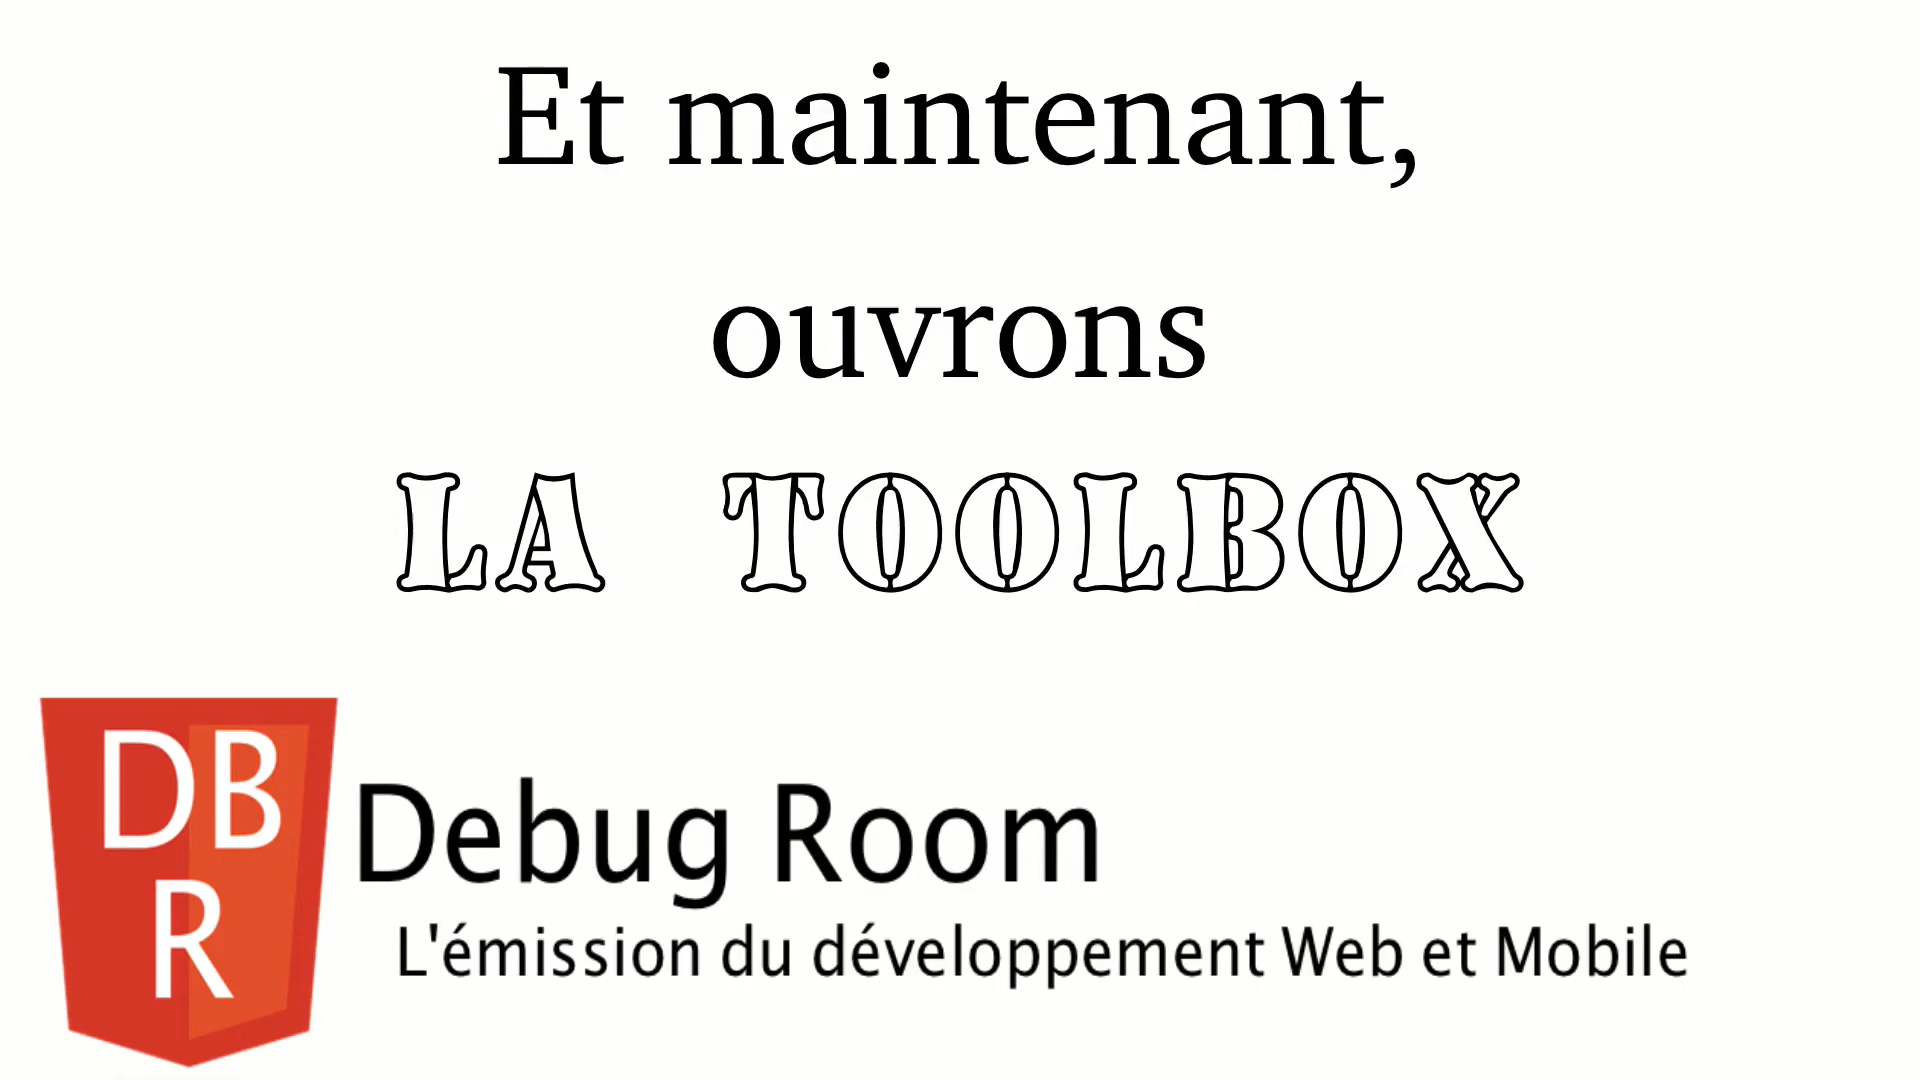 Et maintenant,
ouvrons
LA TOOLBOX
DB
R
Debug Room
L'émission du développement Web et Mobile